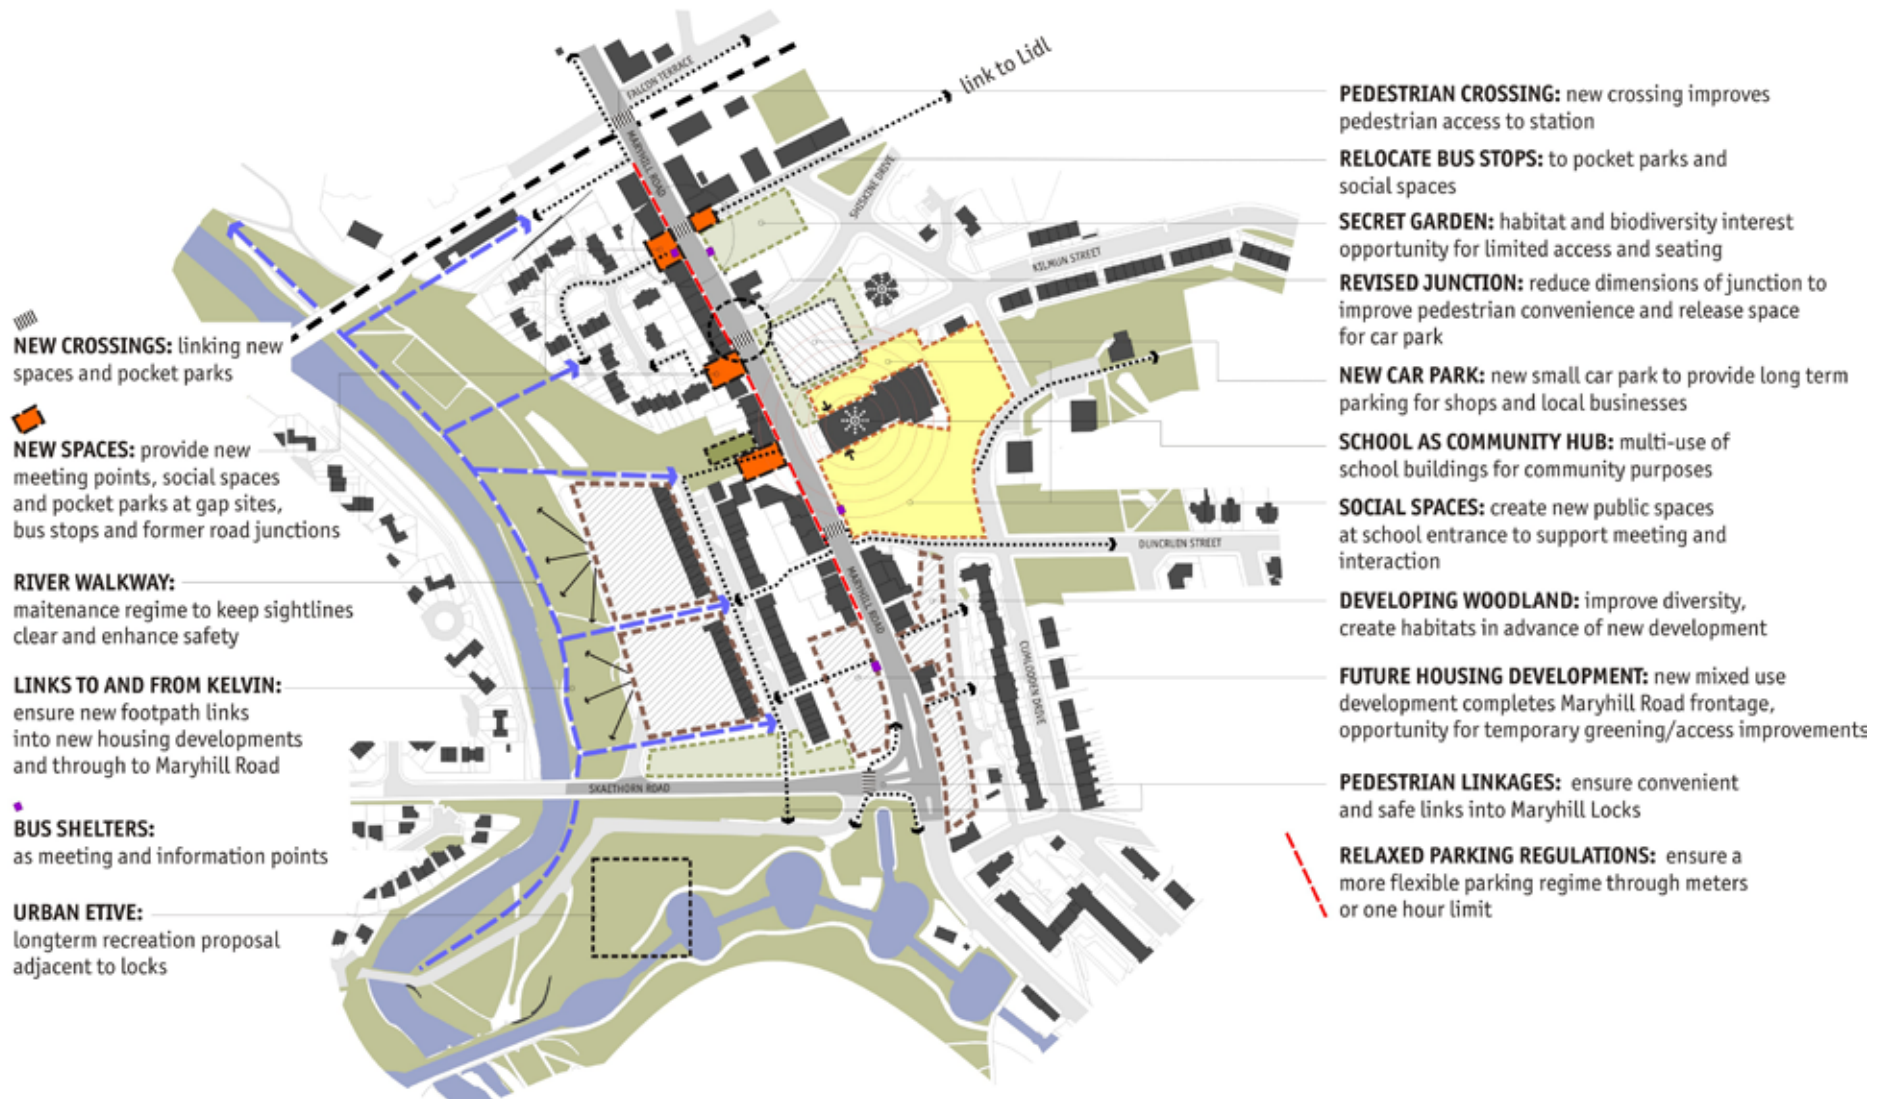 link to Lidl
FALCON TERRACE
MARYHILL ROAD
SHISKINE DRIVE
KILMUN STREET
DUNCRUIN STREET
MARYHILL ROAD
CUMLODDEN DRIVE
SKAETHORN ROAD
NEW CROSSINGS: linking new
spaces and pocket parks
NEW SPACES: provide new
meeting points, social spaces
and pocket parks at gap sites,
bus stops and former road junctions
RIVER WALKWAY:
maitenance regime to keep sightlines
clear and enhance safety
LINKS TO AND FROM KELVIN:
ensure new footpath links
into new housing developments
and through to Maryhill Road
BUS SHELTERS:
as meeting and information points
URBAN ETIVE:
longterm recreation proposal
adjacent to locks
PEDESTRIAN CROSSING: new crossing improves
pedestrian access to station
RELOCATE BUS STOPS: to pocket parks and
social spaces
SECRET GARDEN: habitat and biodiversity interest
opportunity for limited access and seating
REVISED JUNCTION: reduce dimensions of junction to
improve pedestrian convenience and release space
for car park
NEW CAR PARK: new small car park to provide long term
parking for shops and local businesses
SCHOOL AS COMMUNITY HUB: multi-use of
school buildings for community purposes
SOCIAL SPACES: create new public spaces
at school entrance to support meeting and
interaction
DEVELOPING WOODLAND: improve diversity,
create habitats in advance of new development
FUTURE HOUSING DEVELOPMENT: new mixed use
development completes Maryhill Road frontage,
opportunity for temporary greening/access improvements
PEDESTRIAN LINKAGES: ensure convenient
and safe links into Maryhill Locks
RELAXED PARKING REGULATIONS: ensure a
more flexible parking regime through meters
or one hour limit